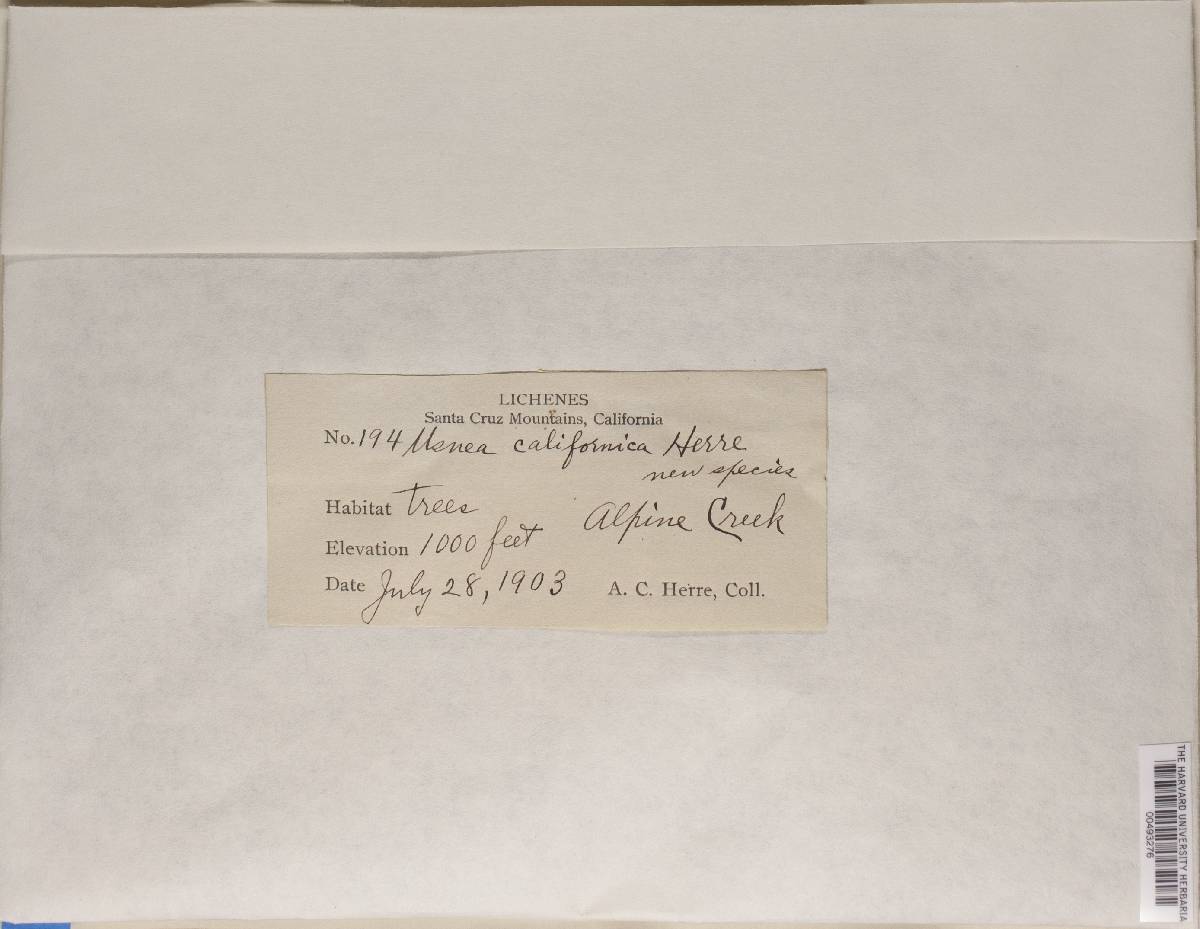 LICHENES
Santa Cruz Mountains, California
No. 194 Usnea californica Herre
new species
Habitat trees
Alpine Creek
Elevation 1000 feet
Date July 28, 1903
A. C. Herre, Coll.
THE HARVARD UNIVERSITY HERBARIA
00493276